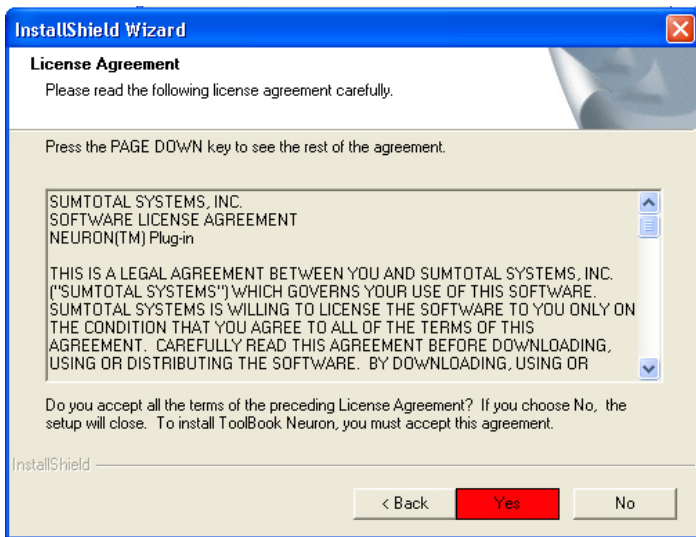 InstallShield Wizard
License Agreement
Please read the following license agreement carefully.
Press the PAGE DOWN key to see the rest of the agreement.
SUMTOTAL SYSTEMS, INC.
SOFTWARE LICENSE AGREEMENT
NEURON(TM) Plug-in
THIS IS A LEGAL AGREEMENT BETWEEN YOU AND SUMTOTAL SYSTEMS, INC.
("SUMTOTAL SYSTEMS") WHICH GOVERNS YOUR USE OF THIS SOFTWARE.
SUMTOTAL SYSTEMS IS WILLING TO LICENSE THE SOFTWARE TO YOU ONLY ON
THE CONDITION THAT YOU AGREE TO ALL OF THE TERMS OF THIS
AGREEMENT.  CAREFULLY READ THIS AGREEMENT BEFORE DOWNLOADING,
USING OR DISTRIBUTING THE SOFTWARE.  BY DOWNLOADING, USING OR
Do you accept all the terms of the preceding License Agreement?  If you choose No,  the
setup will close.  To install ToolBook Neuron, you must accept this agreement.
InstallShield
< Back Yes No